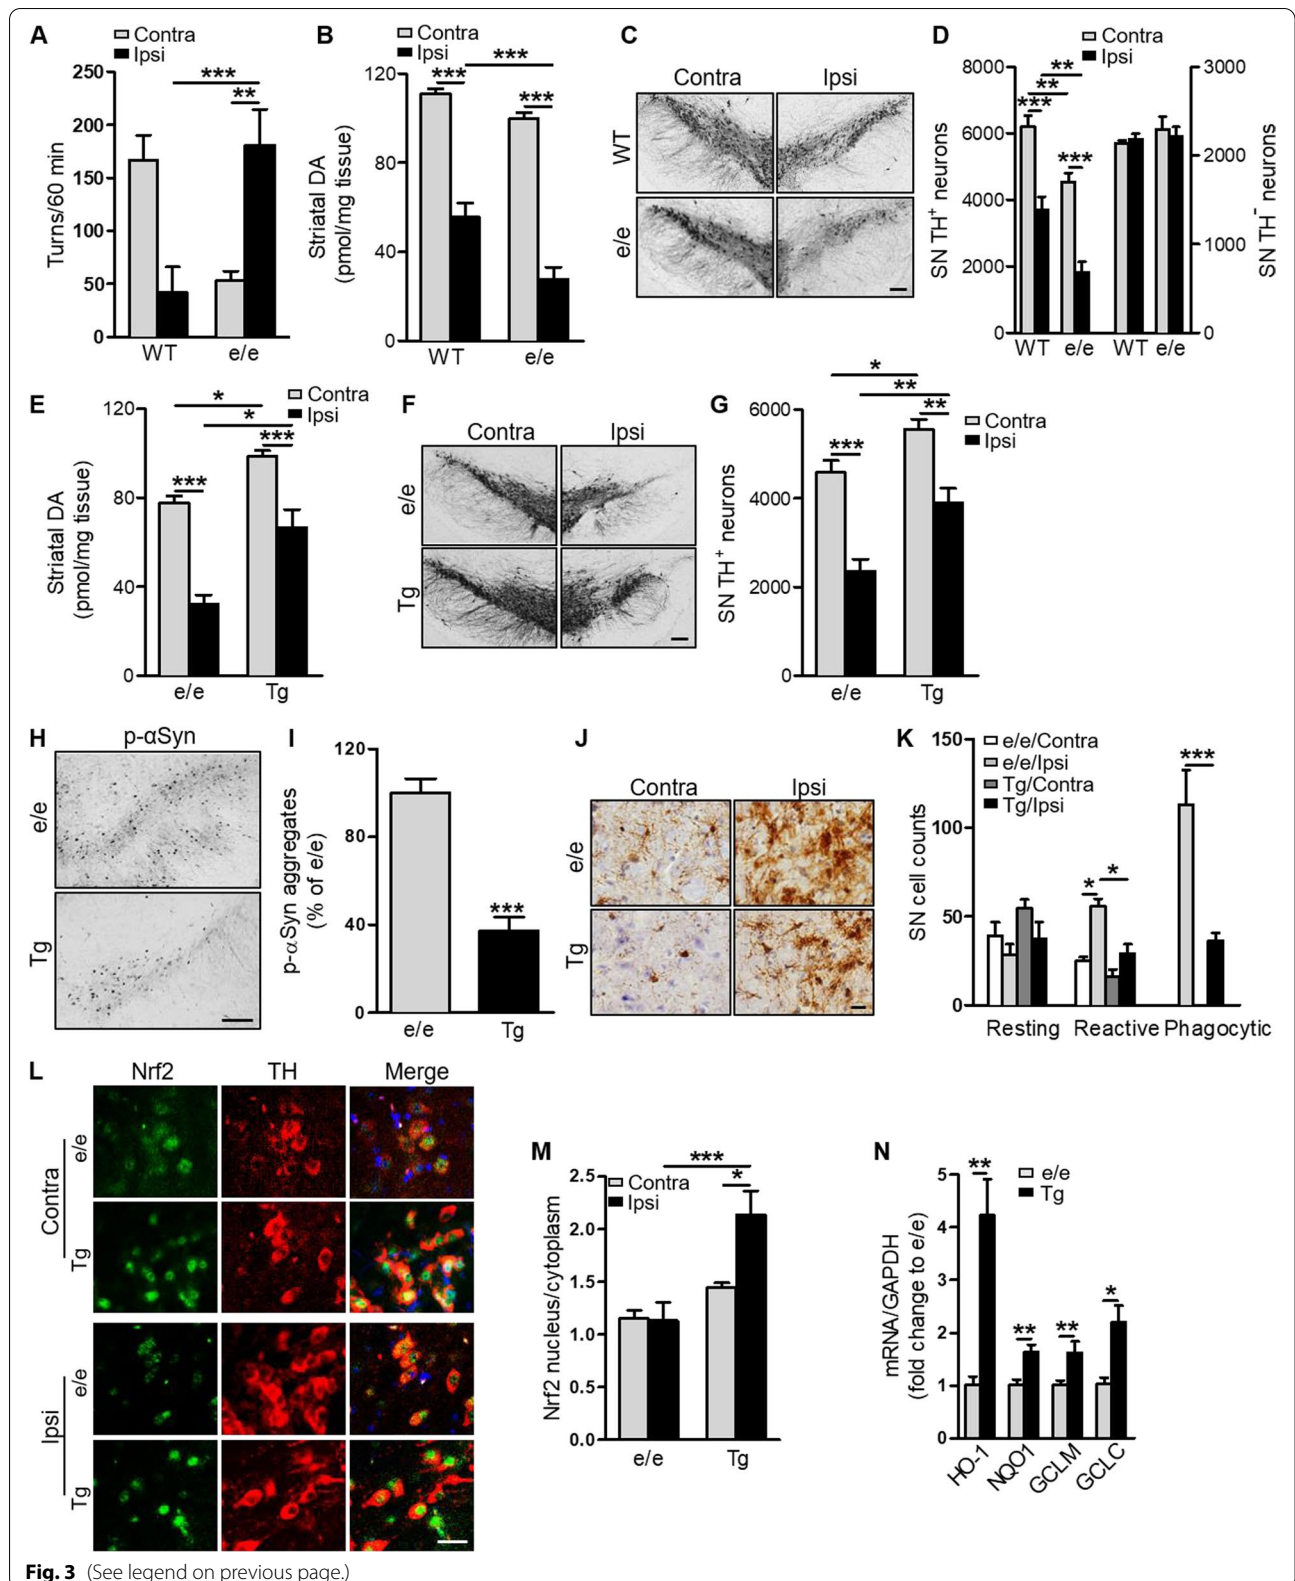 A
Contra
Ipsi
***
**
250
200
150
100
50
0
Turns/60 min
WT
e/e
B
Contra
Ipsi
***
***
***
120
80
40
0
Striatal DA
(pmol/mg tissue)
WT
e/e
C
Contra
Ipsi
WT
e/e
D
Contra
Ipsi
**
**
***
***
8000
6000
4000
2000
0
SN TH+ neurons
3000
2000
1000
0
SN TH- neurons
WT e/e WT e/e
E
Contra
Ipsi
*
*
***
***
120
80
40
0
Striatal DA
(pmol/mg tissue)
e/e
Tg
F
Contra
Ipsi
e/e
Tg
G
Contra
Ipsi
*
**
**
***
6000
4000
2000
0
SN TH+ neurons
e/e
Tg
H
p-αSyn
e/e
Tg
I
120
80
40
0
p-αSyn aggregates
(% of e/e)
***
e/e
Tg
J
Contra
Ipsi
e/e
Tg
K
e/e/Contra
e/e/Ipsi
Tg/Contra
Tg/Ipsi
***
*
*
150
100
50
0
SN cell counts
Resting Reactive Phagocytic
L
Nrf2
TH
Merge
Contra
e/e
Tg
Ipsi
e/e
Tg
M
Contra
Ipsi
***
*
2.5
2.0
1.5
1.0
0.5
0.0
Nrf2 nucleus/cytoplasm
e/e
Tg
N
e/e
Tg
**
**
**
*
5
4
3
2
1
0
mRNA/GAPDH
(fold change to e/e)
HO-1
NQO1
GCLM
GCLC
Fig. 3 (See legend on previous page.)